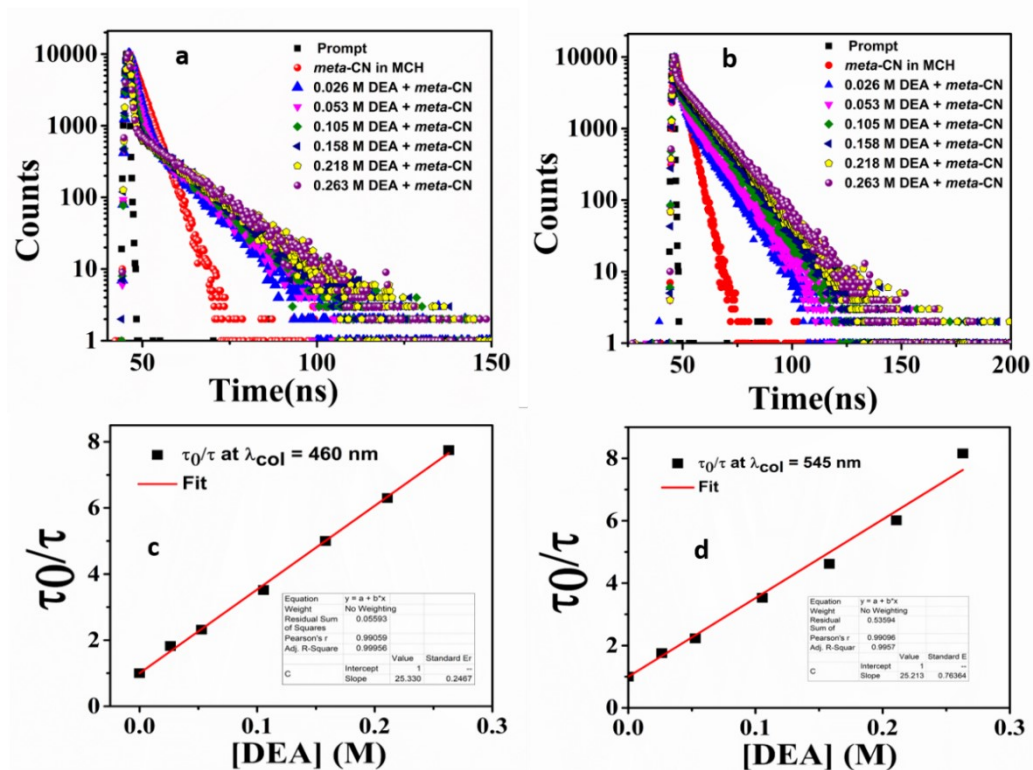 a
Counts
10000
1000
100
10
1
50
100
150
Time(ns)
Prompt
meta-CN in MCH
0.026 M DEA + meta-CN
0.053 M DEA + meta-CN
0.105 M DEA + meta-CN
0.158 M DEA + meta-CN
0.218 M DEA + meta-CN
0.263 M DEA + meta-CN
b
Counts
10000
1000
100
10
1
50
100
150
200
Time(ns)
Prompt
meta-CN in MCH
0.026 M DEA + meta-CN
0.053 M DEA + meta-CN
0.105 M DEA + meta-CN
0.158 M DEA + meta-CN
0.218 M DEA + meta-CN
0.263 M DEA + meta-CN
c
τ0/τ
8
6
4
2
0
0.0
0.1
0.2
0.3
[DEA] (M)
τ0/τ at λcol = 460 nm
Fit
Equation y = a + b*x
Weight No Weighting
Residual Sum of Squares 0.05593
Pearson's r 0.99059
Adj. R-Square 0.99956
Value Standard Er
C Intercept 1 --
Slope 25.330 0.2467
d
τ0/τ
8
6
4
2
0
0.0
0.1
0.2
0.3
[DEA] (M)
τ0/τ at λcol = 545 nm
Fit
Equation y = a + b*x
Weight No Weighting
Residual Sum of 0.53594
Pearson's r 0.99096
Adj. R-Squar 0.9957
Value Standard E
C Intercept 1 --
Slope 25.213 0.76364